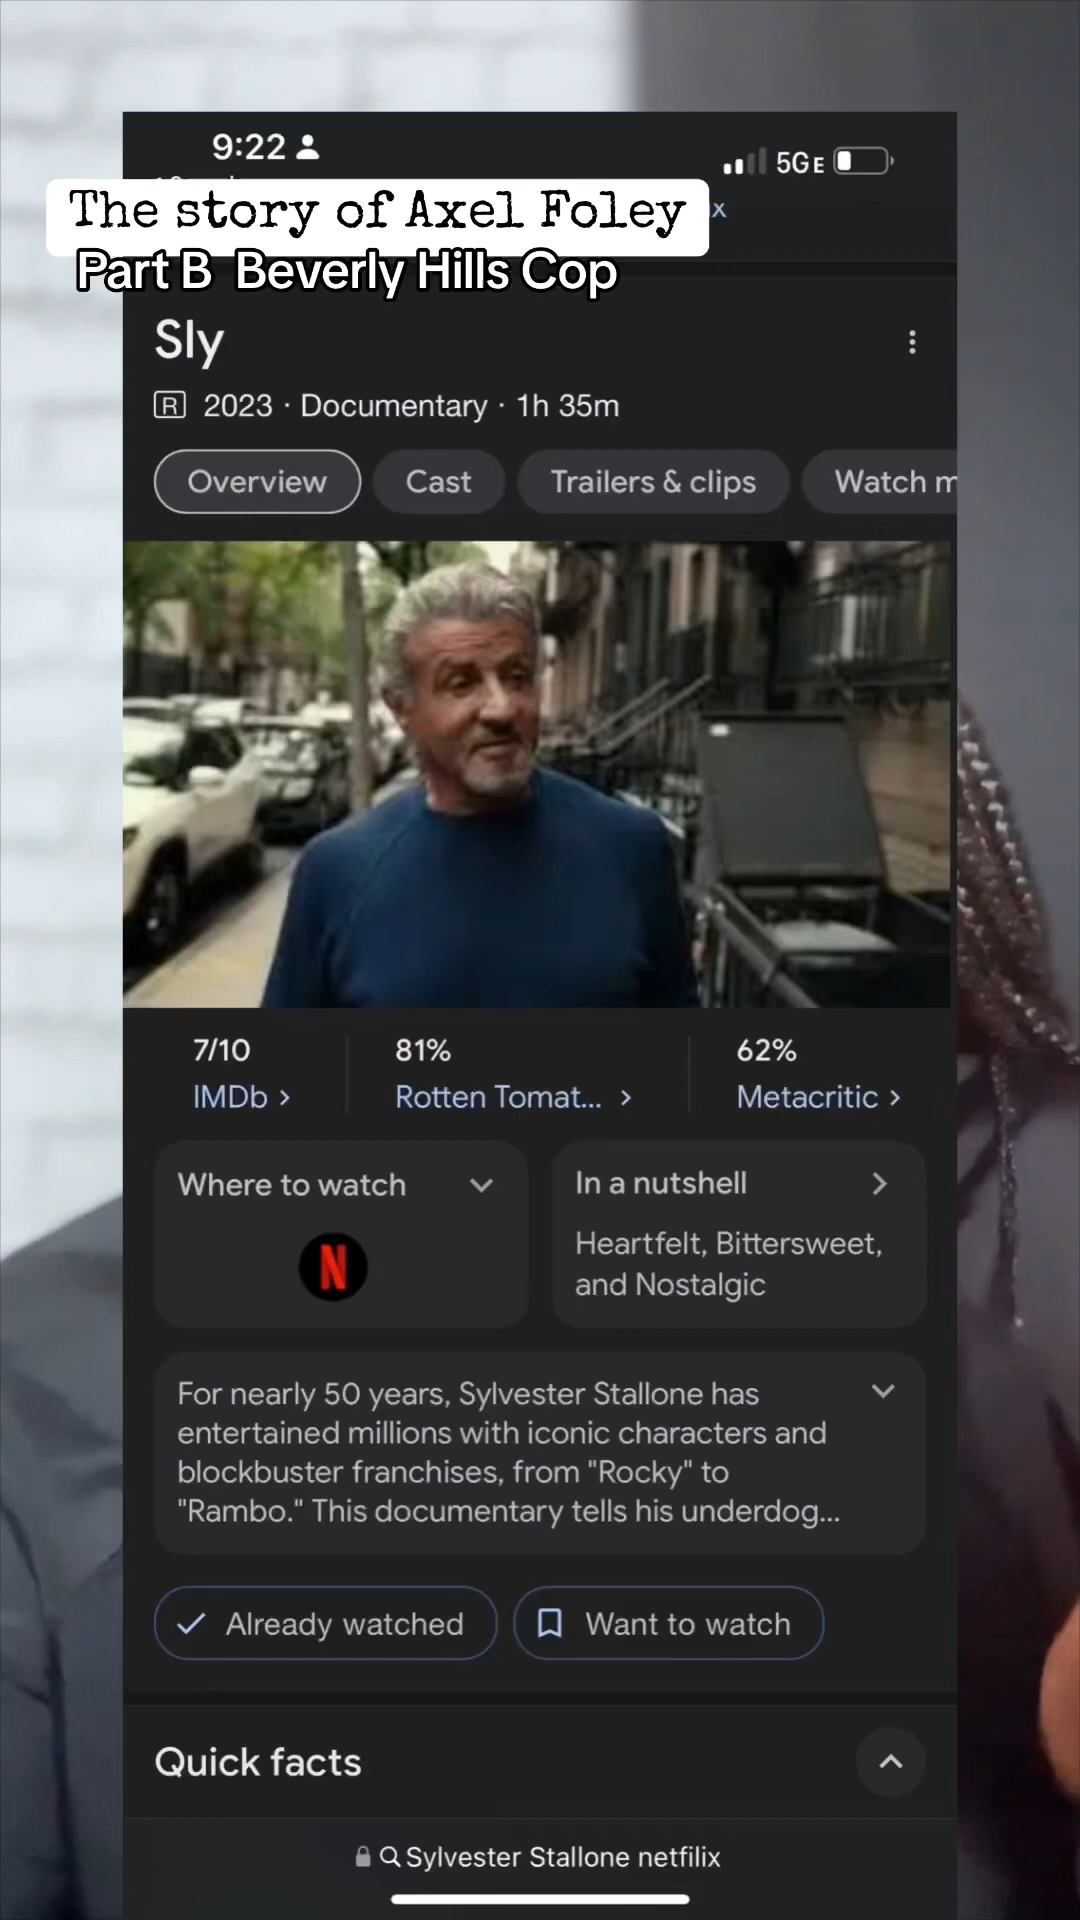 9:22
5GE
The story of Axel Foley
x
Part B Beverly Hills Cop
Sly
R 2023 · Documentary · 1h 35m
Overview
Cast
Trailers & clips
Watch m
7/10
81%
62%
IMDb
Rotten Tomat...
Metacritic
Where to watch
N
In a nutshell
Heartfelt, Bittersweet,
and Nostalgic
For nearly 50 years, Sylvester Stallone has
entertained millions with iconic characters and
blockbuster franchises, from "Rocky" to
"Rambo." This documentary tells his underdog...
Already watched
Want to watch
Quick facts
Sylvester Stallone netfilix